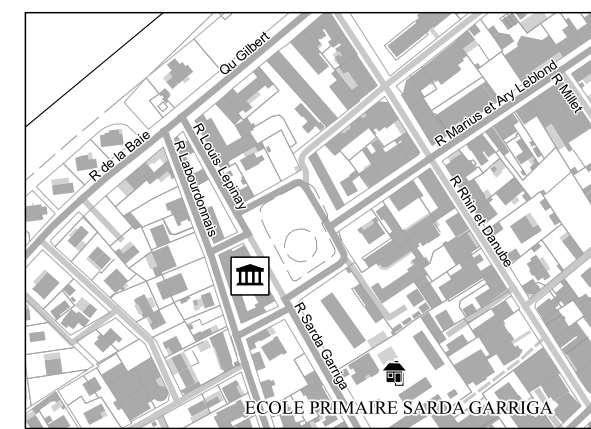 Qu Gilbert
R Marius et Ary Leblond
R Millet
R de la Baie
R Louis Lepinay
R Labourdonnais
R Rhin et Danube
R Sarda Garriga
ECOLE PRIMAIRE SARDA GARRIGA